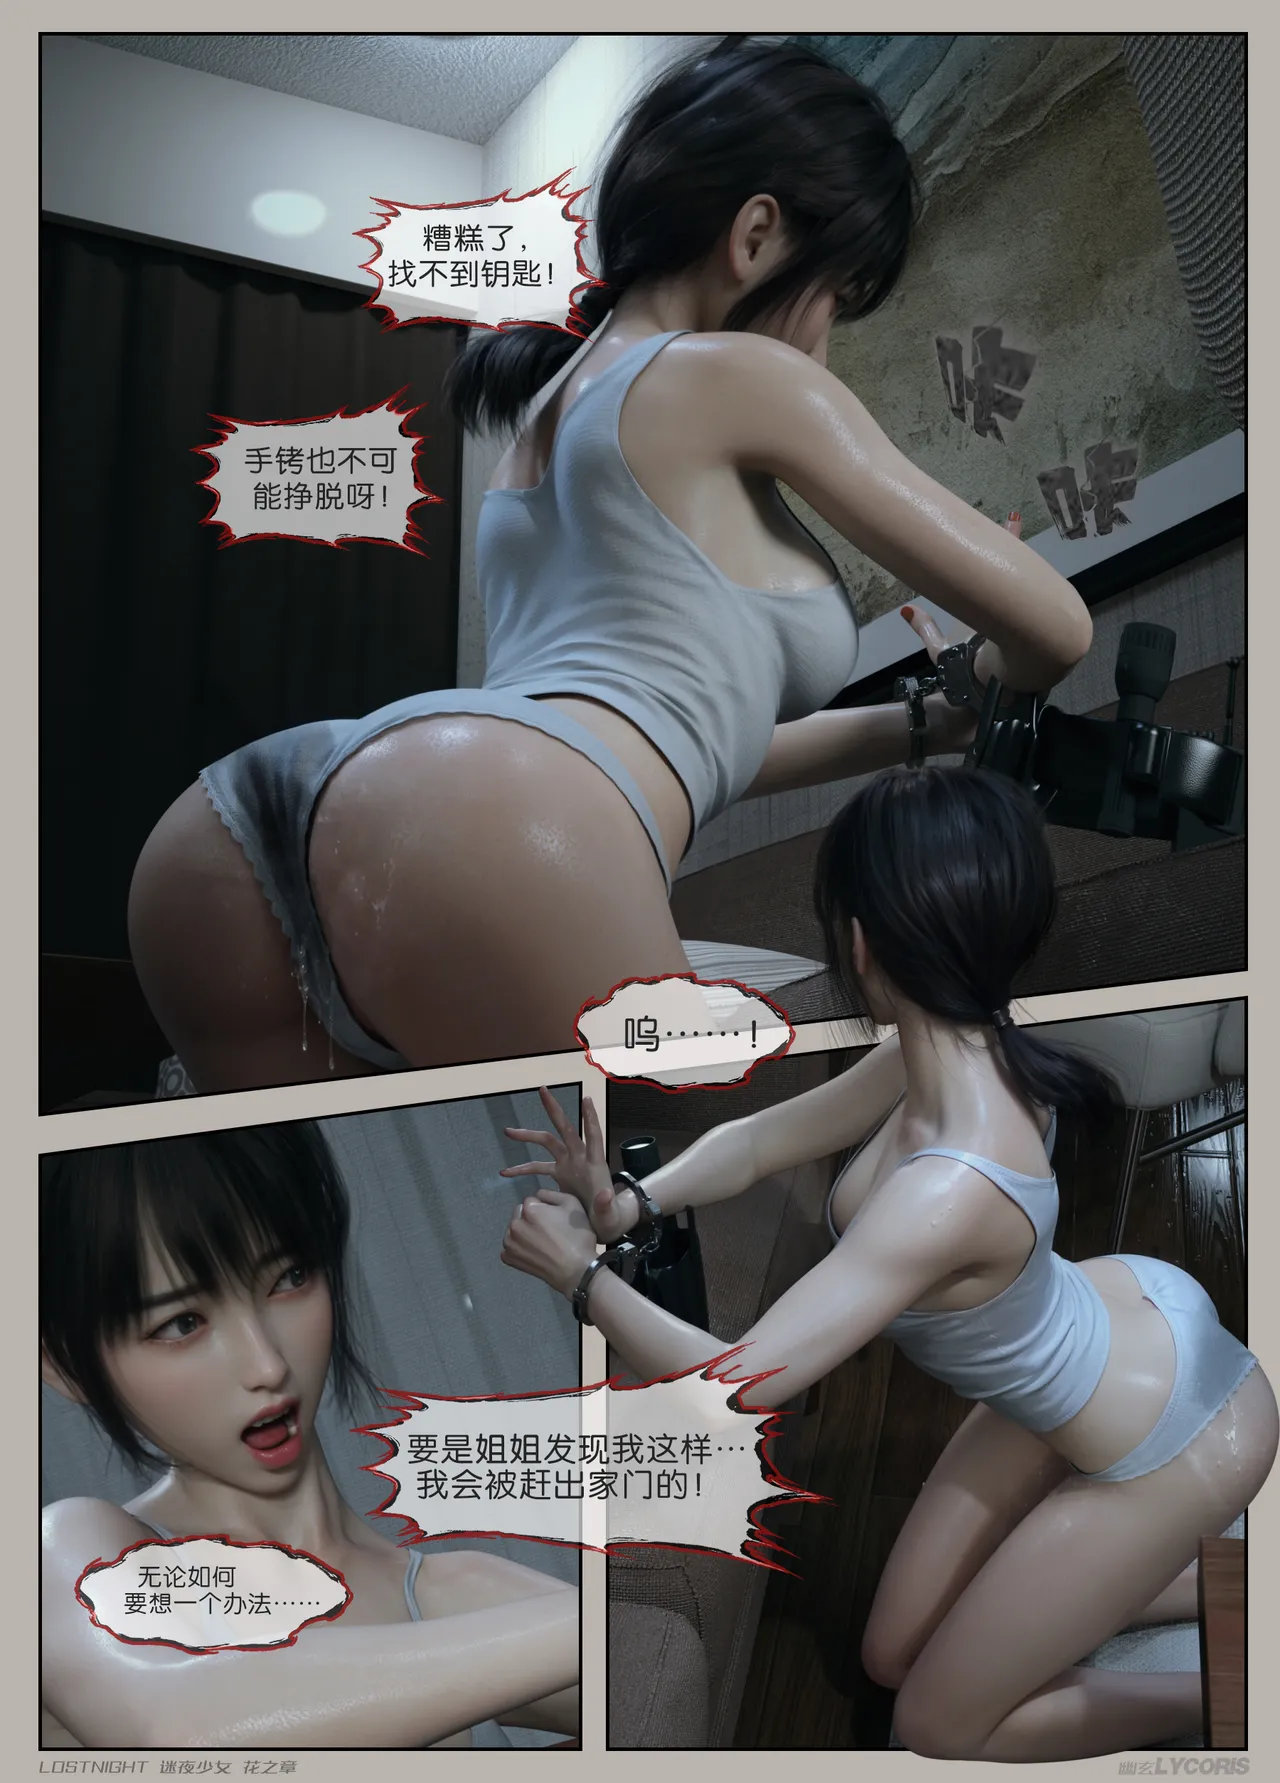 糟糕了，
找不到钥匙！
咔
咔
手铐也不可
能挣脱呀！
呜……！
要是姐姐发现我这样…
我会被赶出家门的！
无论如何
要想一个办法……
LOSTNIGHT 迷夜少女 花之章
幽玄LYCORIS